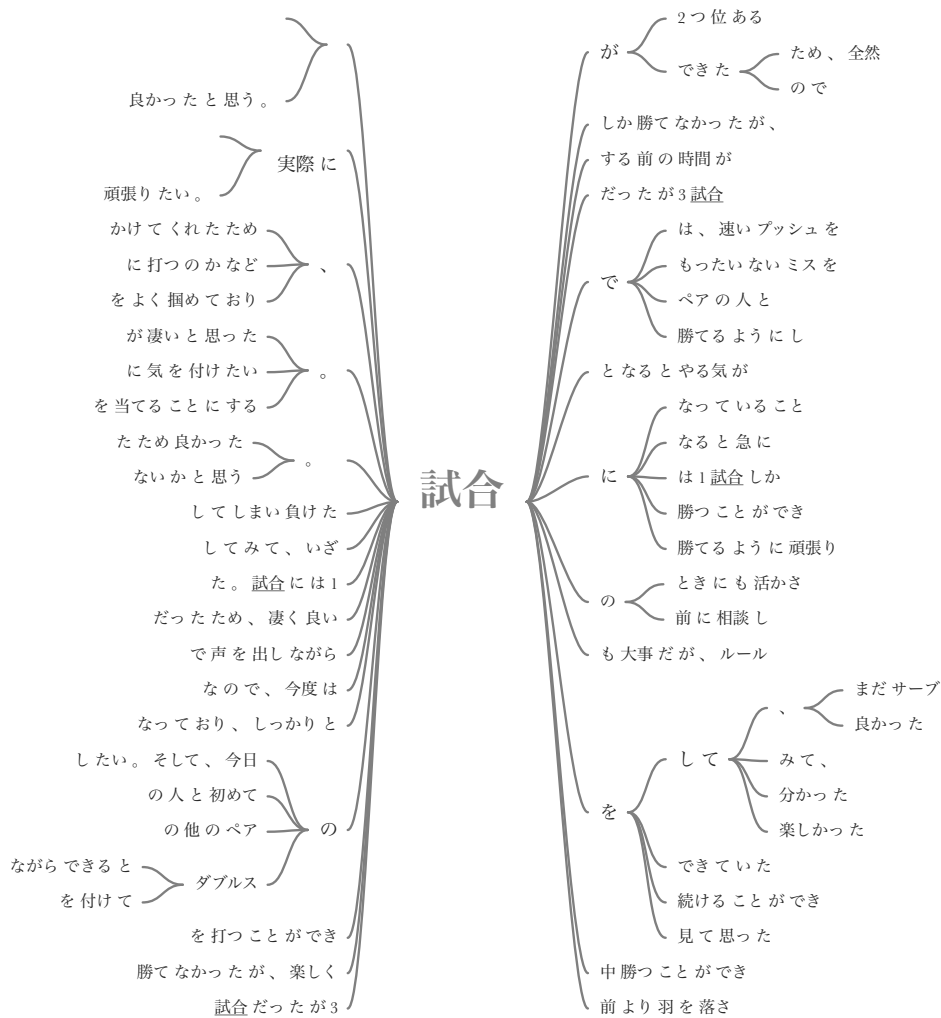 良かっ た と 思う 。
実際 に
頑張り たい 。
かけ て くれ た ため
に 打つ の か など
を よく 掴め て おり
、
が 凄い と 思っ た
に 気 を 付け たい
を 当てる こと に する
。
た ため 良かっ た
ない か と 思う
。
し て しまい 負け た
し て み て 、 いざ
た 。 試合 に は 1
だっ た ため 、 凄く 良い
で 声 を 出し ながら
な の で 、 今度 は
なっ て おり 、 しっかり と
し たい 。 そして 、 今日
の 人 と 初めて
の 他 の ペア
の
ながら できる と
を 付け て
ダブルス
を 打つ こと が でき
勝て なかっ た が 、 楽しく
試合 だっ た が 3
試合
が
2 つ 位 ある
でき た
ため 、 全然
の で
しか 勝て なかっ た が 、
する 前 の 時間 が
だっ た が 3 試合
で
は 、 速い プッシュ を
もったい ない ミス を
ペア の 人 と
勝てる よう に し
と なる と やる気 が
に
なっ て いる こと
なる と 急 に
は 1 試合 しか
勝つ こと が でき
勝てる よう に 頑張り
の
とき に も 活かさ
前 に 相談 し
も 大事 だ が 、 ルール
を
し て
、
まだ サーブ
良かっ た
み て 、
分かっ た
楽しかっ た
でき て い た
続ける こと が でき
見 て 思っ た
中 勝つ こと が でき
前 より 羽 を 落さ